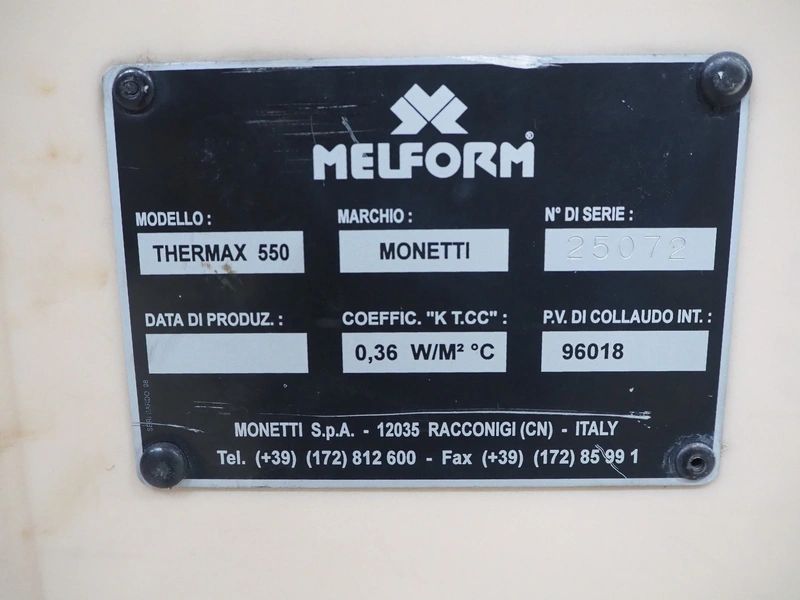 MELFORM®
MODELLO :
MARCHIO :
N° DI SERIE :
THERMAX 550
MONETTI
25072
DATA DI PRODUZ. :
COEFFIC. "K T.CC" :
P.V. DI COLLAUDO INT. :
0,36 W/M² °C
96018
MONETTI S.p.A. - 12035 RACCONIGI (CN) - ITALY
Tel. (+39) (172) 812 600 - Fax (+39) (172) 85 99 1